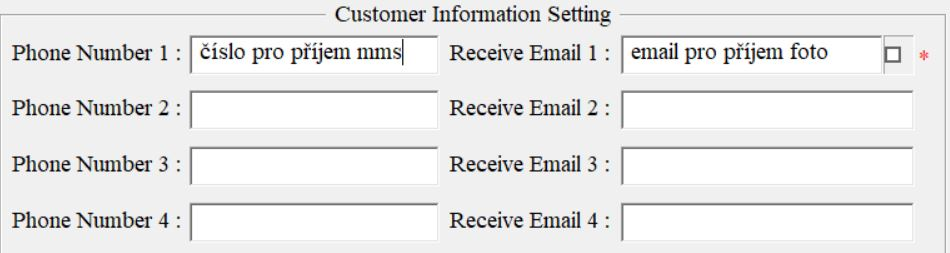 Customer Information Setting
Phone Number 1 : číslo pro příjem mms Receive Email 1 : email pro příjem foto *
Phone Number 2 : Receive Email 2 :
Phone Number 3 : Receive Email 3 :
Phone Number 4 : Receive Email 4 :